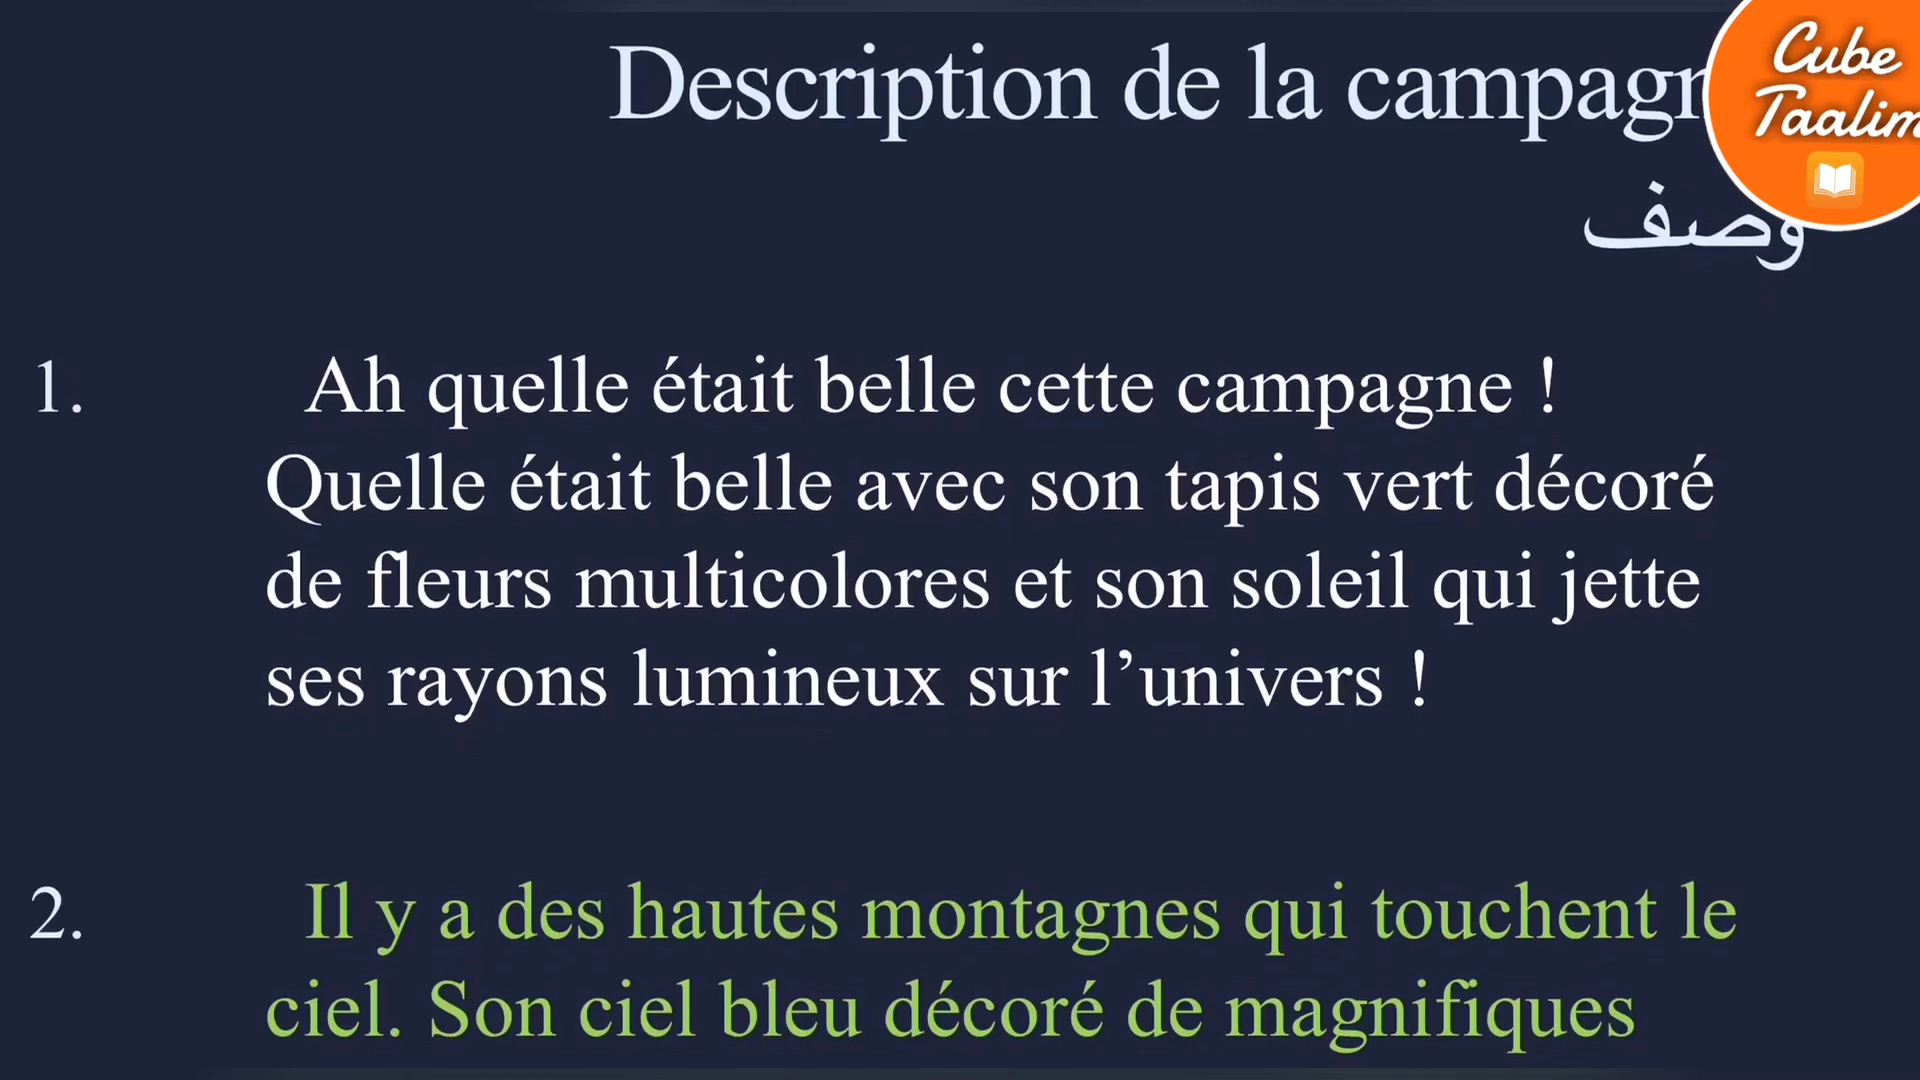 Description de la
Cube
Taalim
وصف
1. Ah quelle était belle cette campagne !
Quelle était belle avec son tapis vert décoré
de fleurs multicolores et son soleil qui jette
ses rayons lumineux sur l’univers !
2. Il y a des hautes montagnes qui touchent le
ciel. Son ciel bleu décoré de magnifiques